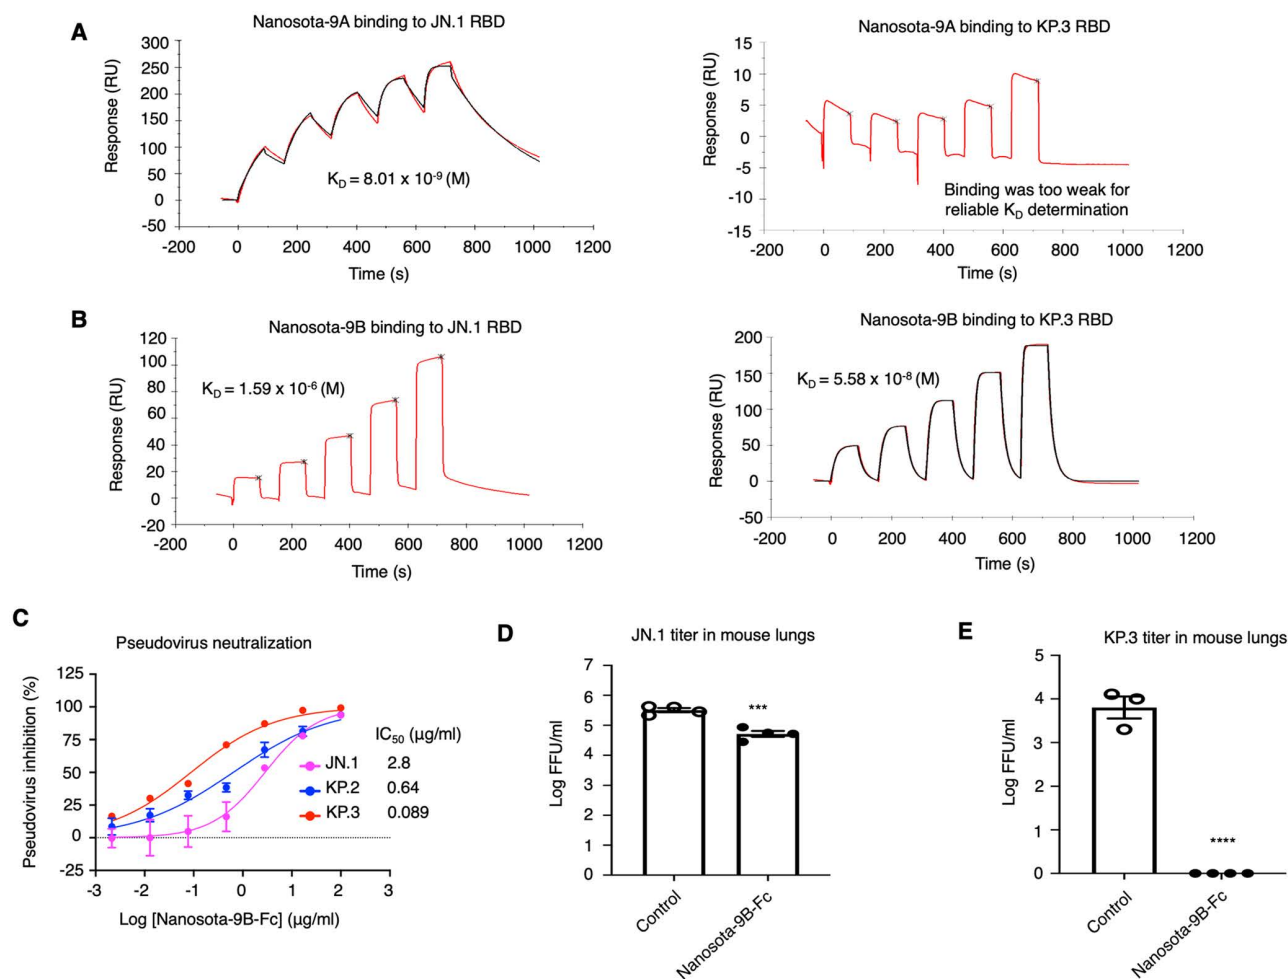 A
Nanosota-9A binding to JN.1 RBD
Response (RU)
300
250
200
150
100
50
0
-50
K_D = 8.01 x 10^-9 (M)
-200 0 200 400 600 800 1000 1200
Time (s)
Nanosota-9A binding to KP.3 RBD
Response (RU)
15
10
5
0
-5
-10
-15
Binding was too weak for
reliable K_D determination
-200 0 200 400 600 800 1000 1200
Time (s)
B
Nanosota-9B binding to JN.1 RBD
Response (RU)
120
100
80
60
40
20
0
-20
K_D = 1.59 x 10^-6 (M)
-200 0 200 400 600 800 1000 1200
Time (s)
Nanosota-9B binding to KP.3 RBD
Response (RU)
200
150
100
50
0
-50
K_D = 5.58 x 10^-8 (M)
-200 0 200 400 600 800 1000 1200
Time (s)
C
Pseudovirus neutralization
Pseudovirus inhibition (%)
125
100
75
50
25
0
-25
IC50 (µg/ml)
JN.1 2.8
KP.2 0.64
KP.3 0.089
-3 -2 -1 0 1 2 3
Log [Nanosota-9B-Fc] (µg/ml)
D
JN.1 titer in mouse lungs
Log FFU/ml
7
6
5
4
3
2
1
0
***
Control
Nanosota-9B-Fc
E
KP.3 titer in mouse lungs
Log FFU/ml
5
4
3
2
1
0
****
Control
Nanosota-9B-Fc